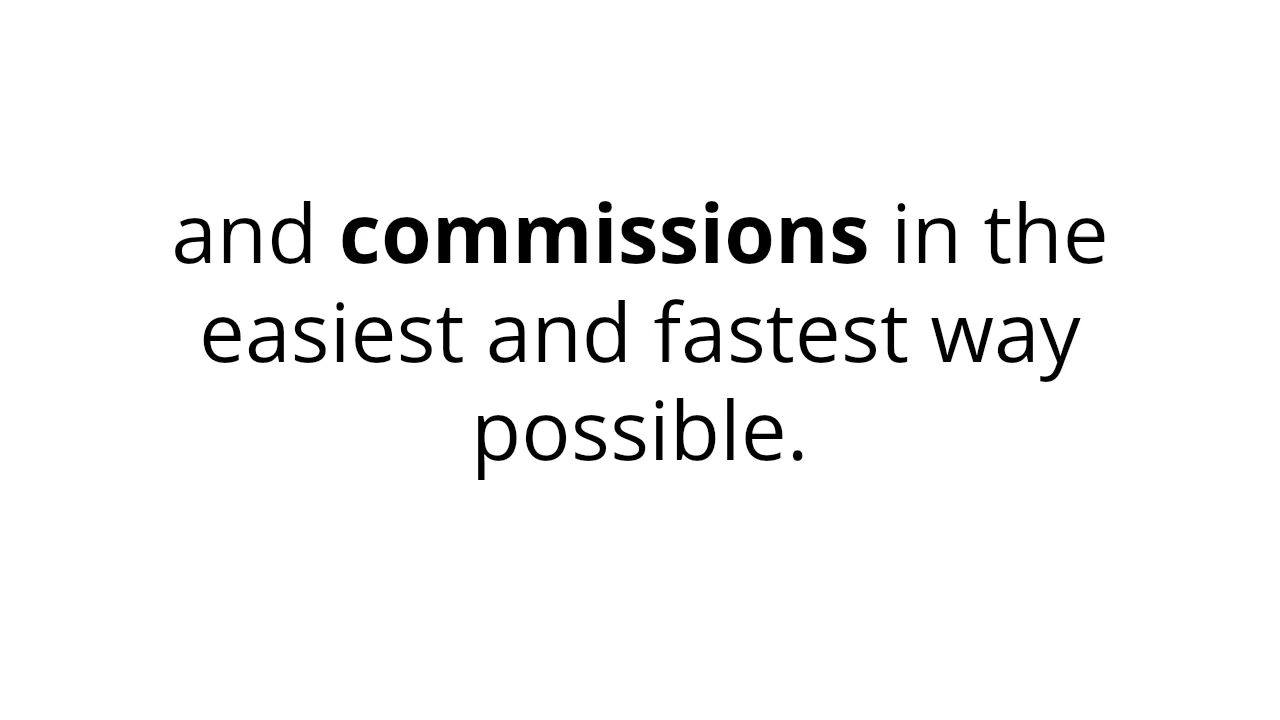 and commissions in the
easiest and fastest way
possible.